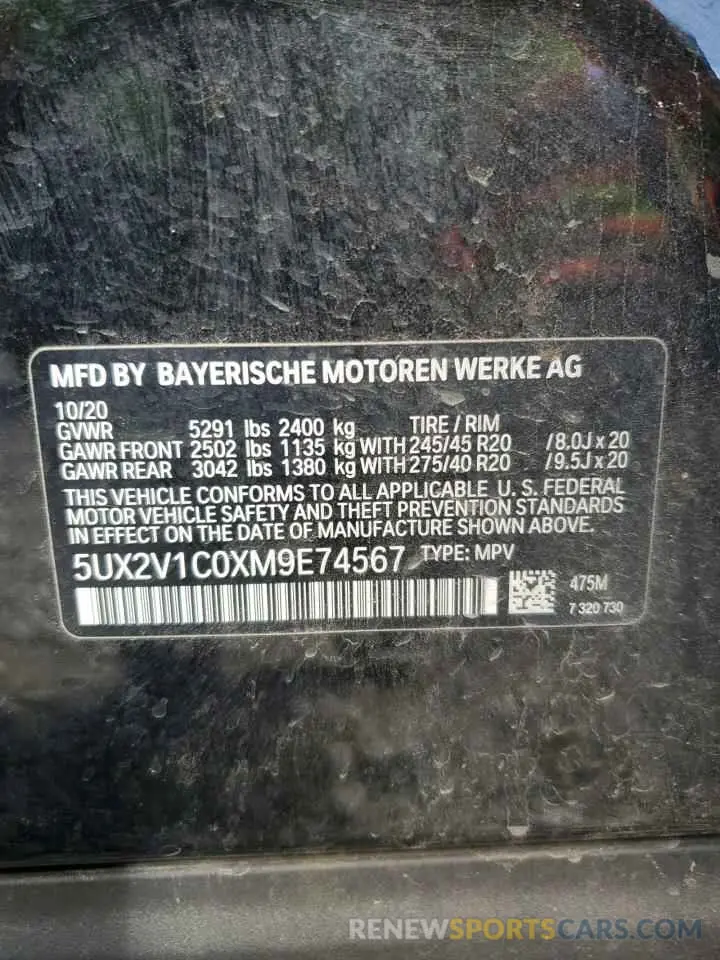 MFD BY BAYERISCHE MOTOREN WERKE AG
10/20
GVWR 5291 lbs 2400 kg TIRE / RIM
GAWR FRONT 2502 lbs 1135 kg WITH 245/45 R20 /8.0J x 20
GAWR REAR 3042 lbs 1380 kg WITH 275/40 R20 /9.5J x 20
THIS VEHICLE CONFORMS TO ALL APPLICABLE U. S. FEDERAL
MOTOR VEHICLE SAFETY AND THEFT PREVENTION STANDARDS
IN EFFECT ON THE DATE OF MANUFACTURE SHOWN ABOVE.
5UX2V1C0XM9E74567 TYPE: MPV
475M
7 320 730
RENEWSPORTSCARS.COM